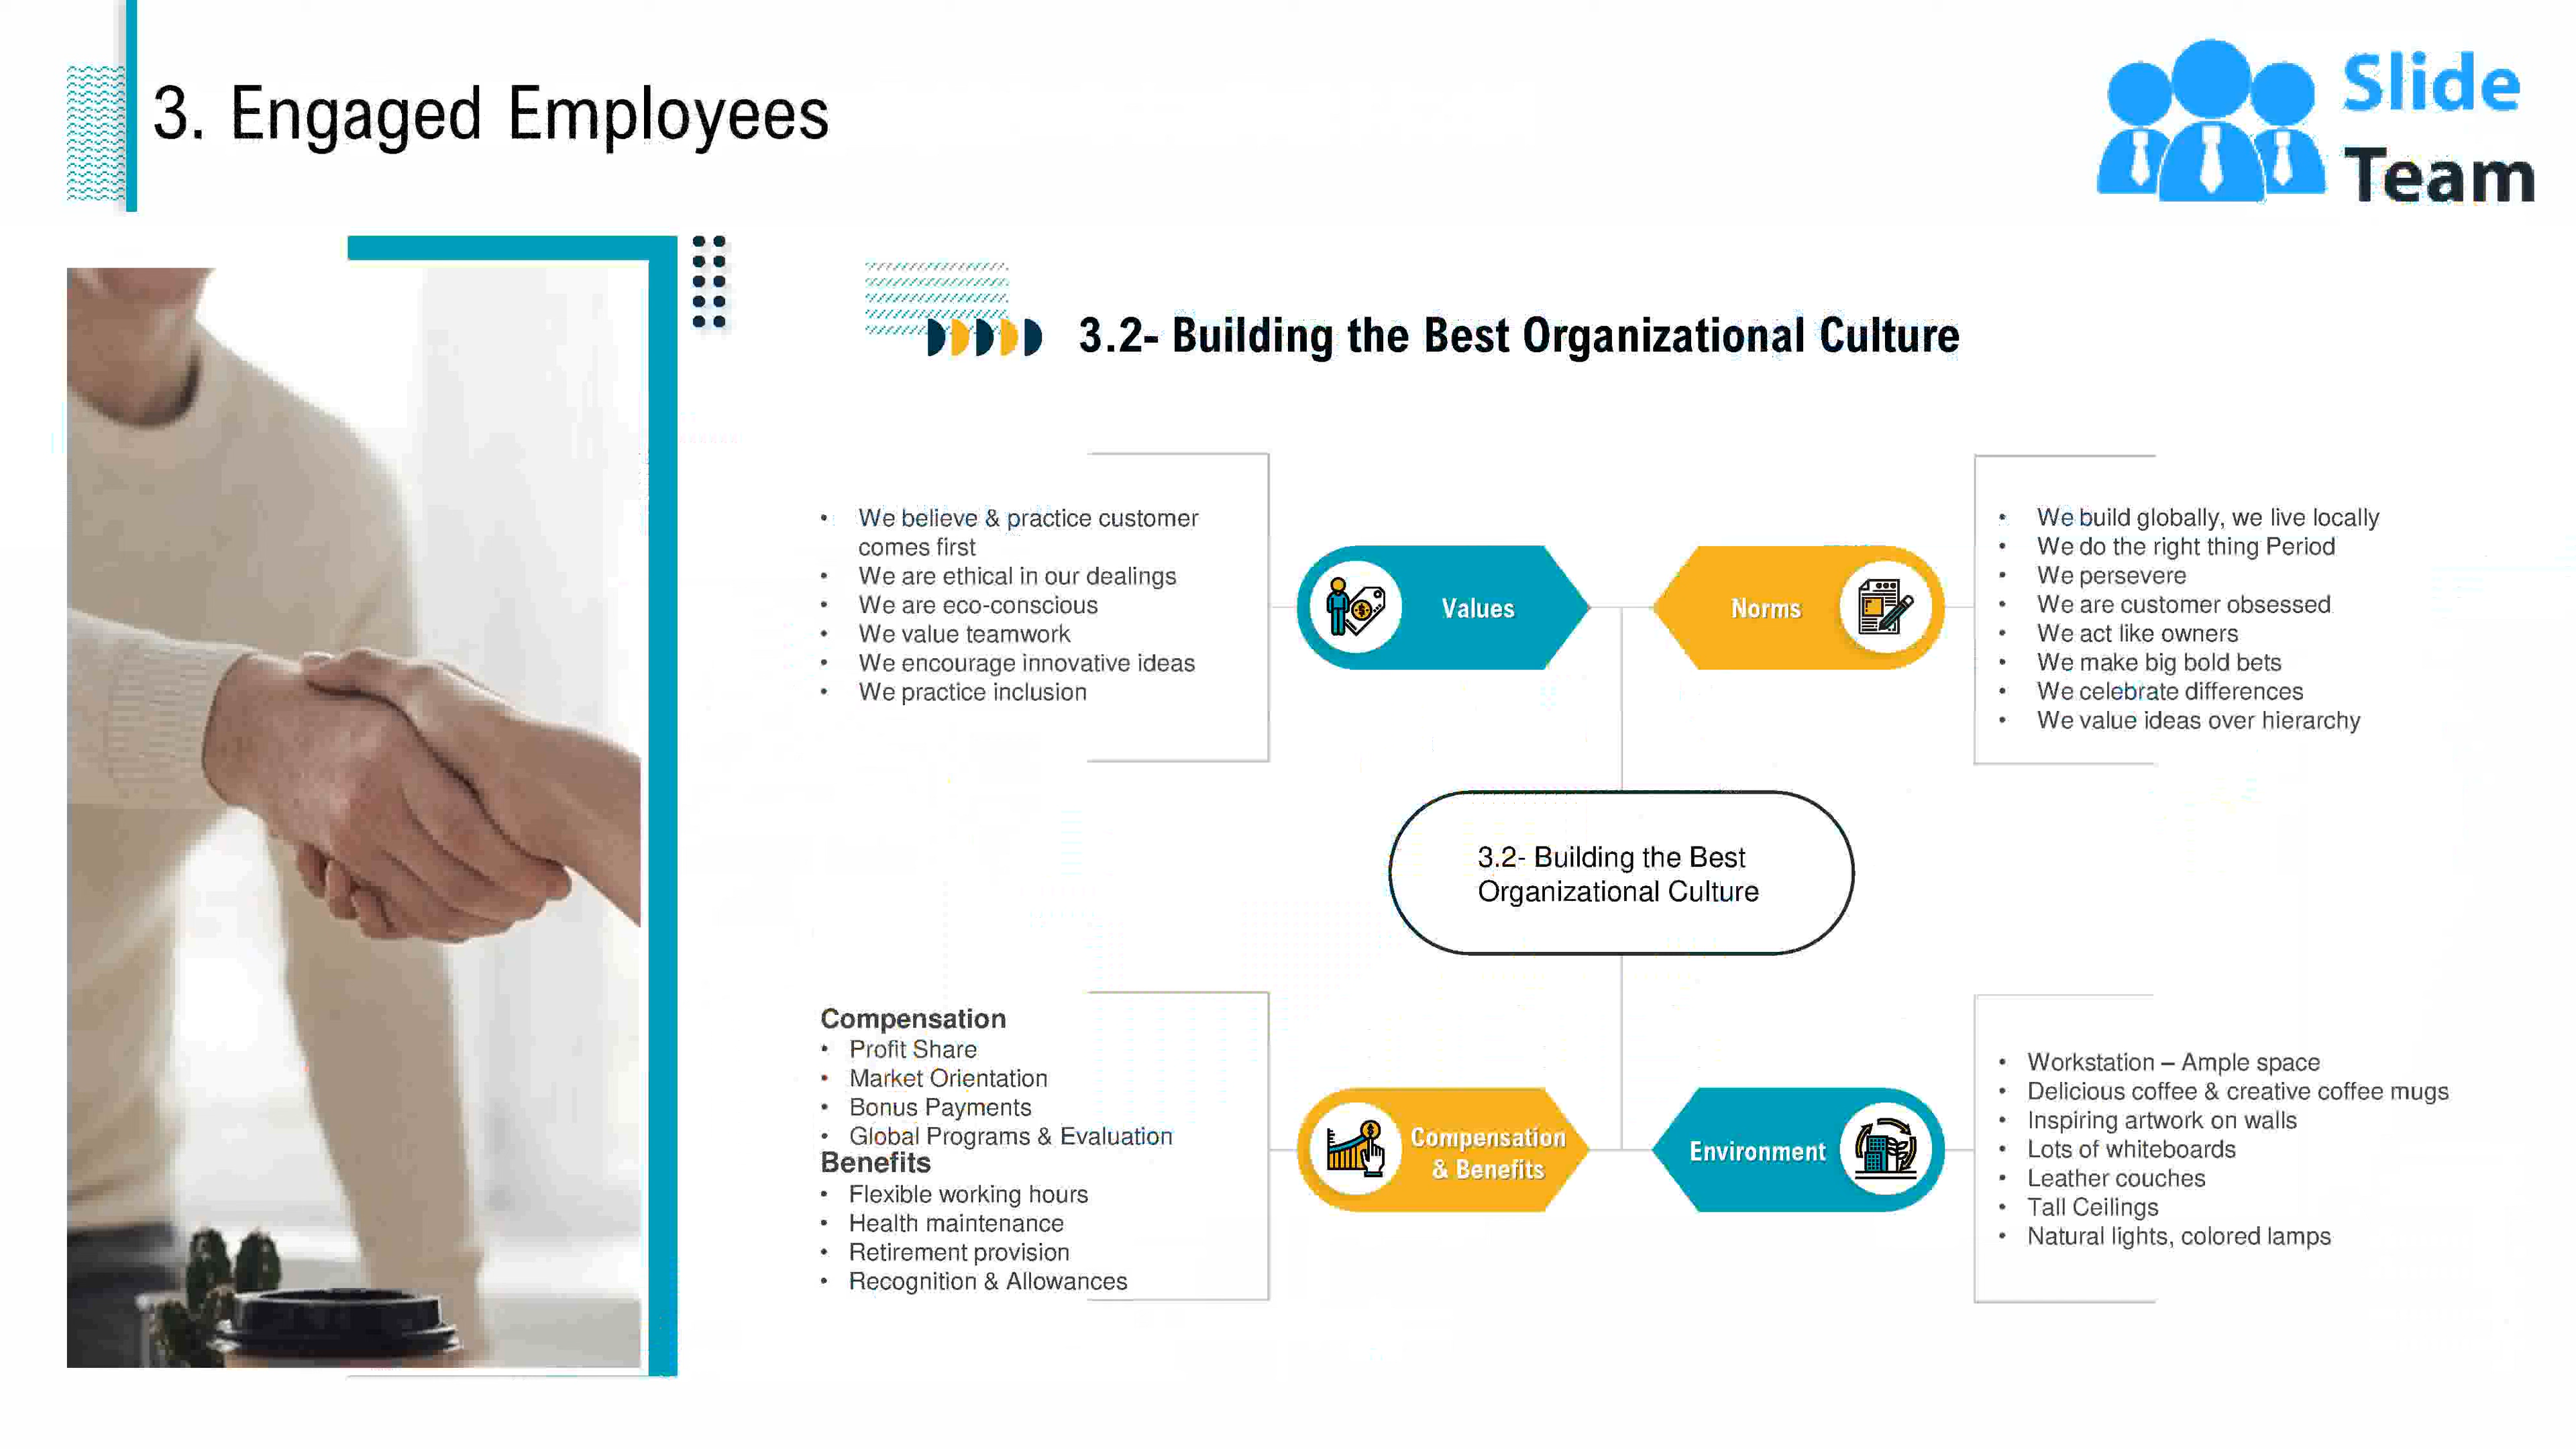 3. Engaged Employees
Slide
Team
3.2- Building the Best Organizational Culture
• We believe & practice customer
comes first
• We are ethical in our dealings
• We are eco-conscious
• We value teamwork
• We encourage innovative ideas
• We practice inclusion
Values
Norms
• We build globally, we live locally
• We do the right thing Period
• We persevere
• We are customer obsessed
• We act like owners
• We make big bold bets
• We celebrate differences
• We value ideas over hierarchy
3.2- Building the Best
Organizational Culture
Compensation
• Profit Share
• Market Orientation
• Bonus Payments
• Global Programs & Evaluation
Benefits
• Flexible working hours
• Health maintenance
• Retirement provision
• Recognition & Allowances
Compensation
& Benefits
Environment
• Workstation – Ample space
• Delicious coffee & creative coffee mugs
• Inspiring artwork on walls
• Lots of whiteboards
• Leather couches
• Tall Ceilings
• Natural lights, colored lamps